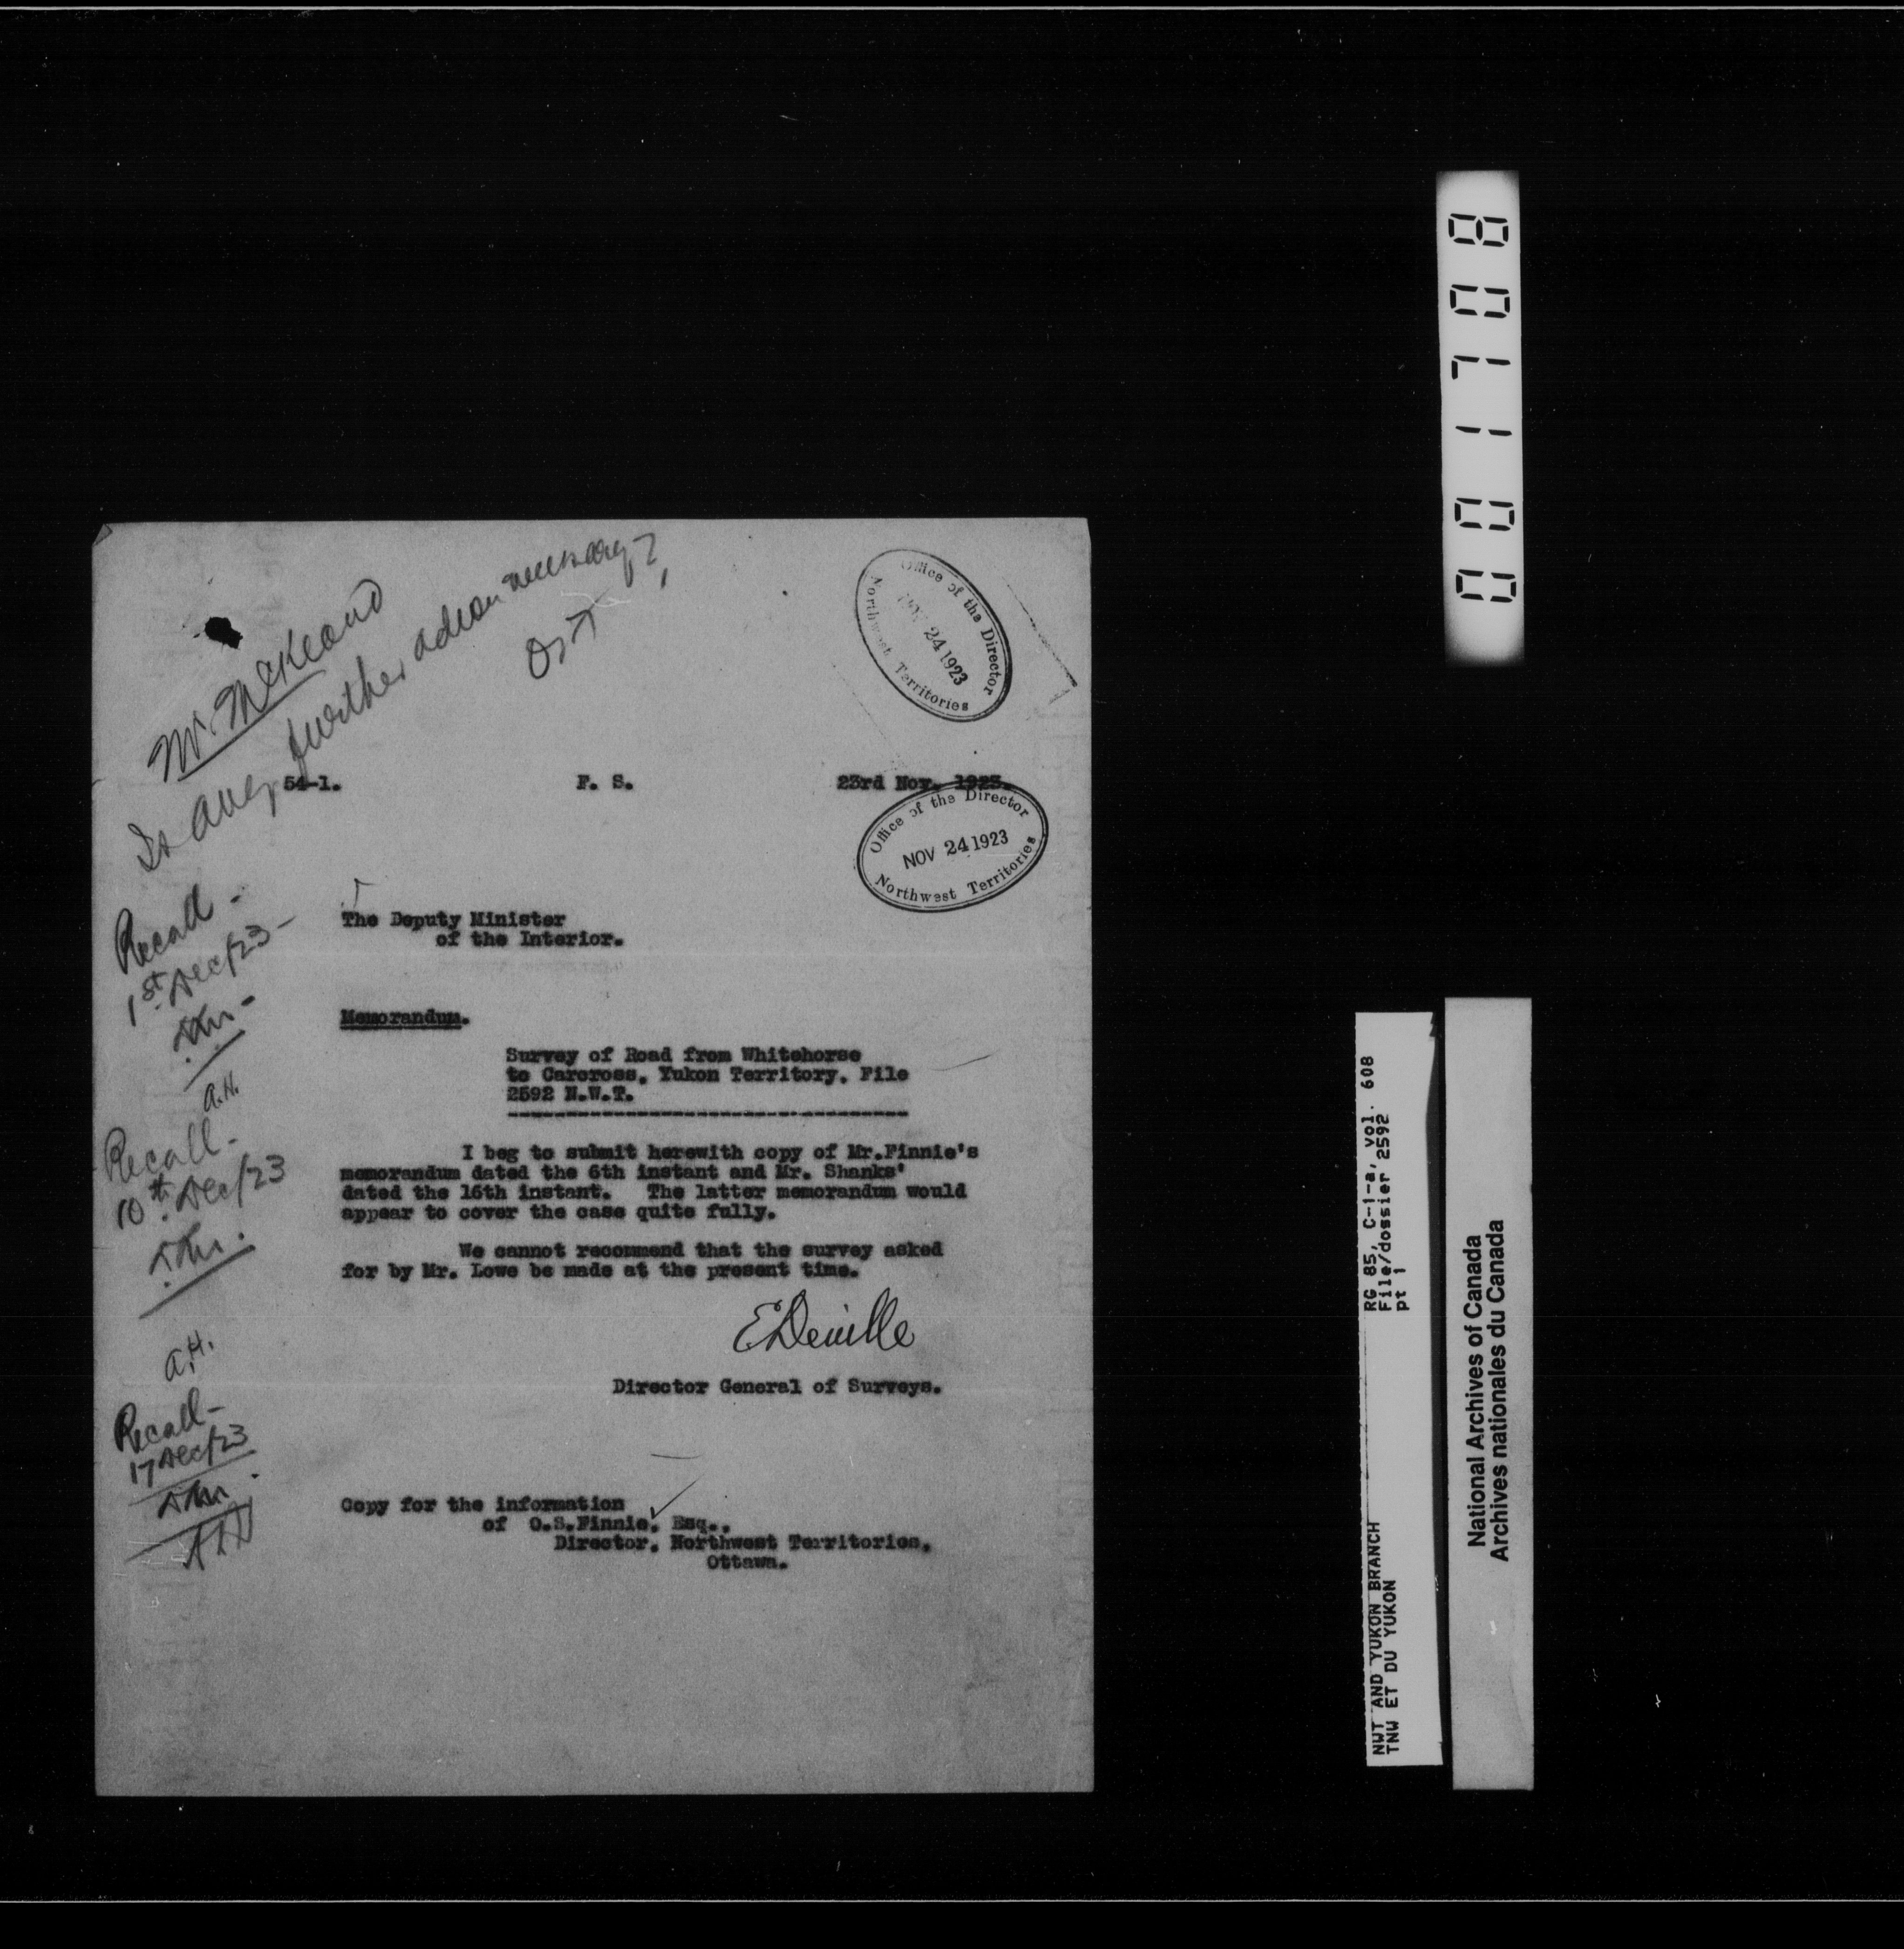 Mr. McKeand
Is any further action necessary?
Office of the Director
NOV 24 1923
Northwest Territories
54-1. F. S. 23rd Nov. 1923.
Office of the Director
NOV 24 1923
Northwest Territories
Recall -
1st Dec/23 -
The Deputy Minister
of the Interior.
Memorandum.
Survey of Road from Whitehorse
to Carcross, Yukon Territory. File
2592 N.W.T.
A.H.
Recall -
10th Dec/23
I beg to submit herewith copy of Mr.Finnie's
memorandum dated the 6th instant and Mr. Shanks'
dated the 16th instant. The latter memorandum would
appear to cover the case quite fully.
We cannot recommend that the survey asked
for by Mr. Lowe be made at the present time.
E Deville
Director General of Surveys.
A.H.
Recall -
17 Dec/23
Copy for the information
of O.S.Finnie, Esq.,
Director, Northwest Territories,
Ottawa.
001708
RG 85, C-1-a, vol. 608
File/dossier 2592
pt 1
NWT AND YUKON BRANCH
TNW ET DU YUKON
National Archives of Canada
Archives nationales du Canada